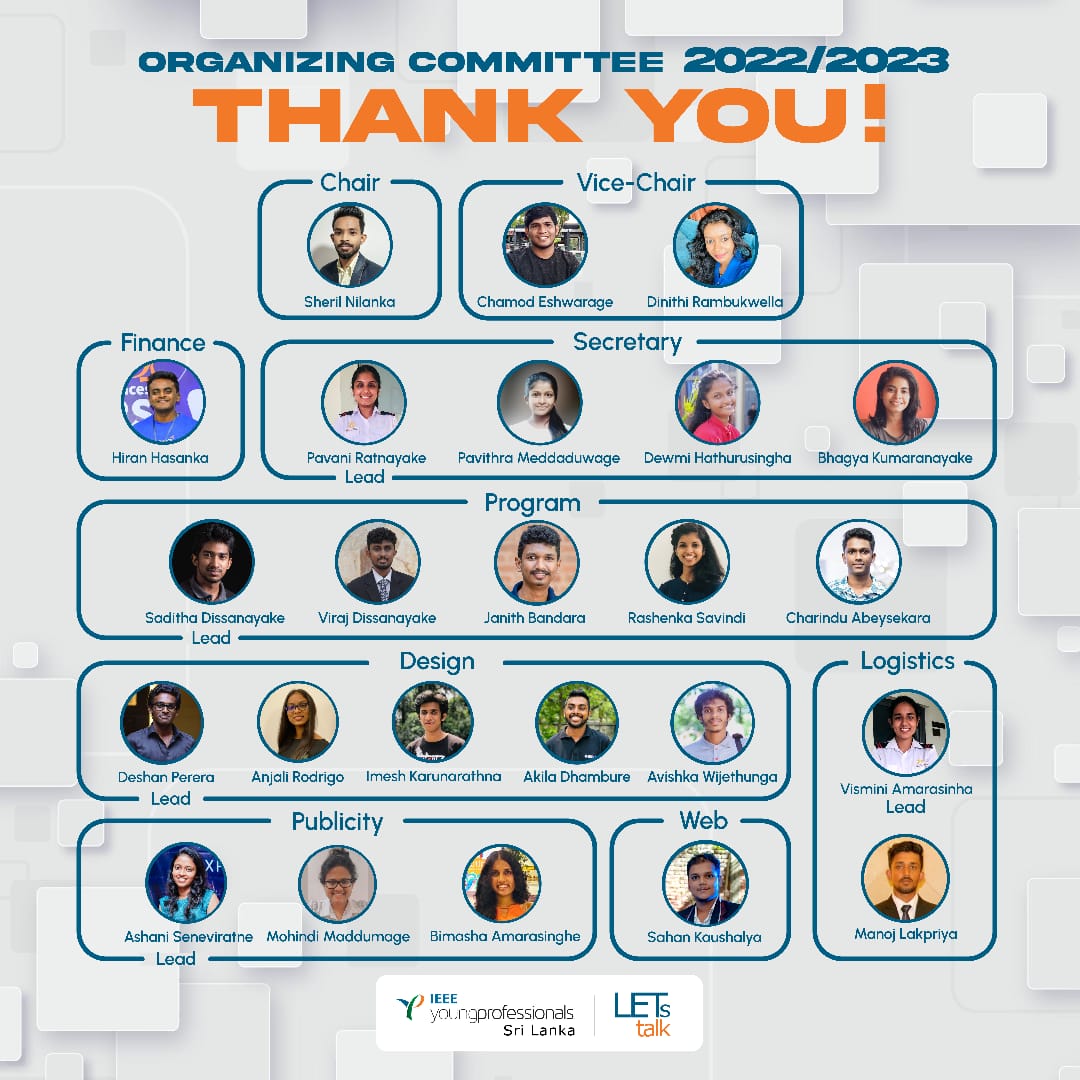 ORGANIZING COMMITTEE 2022/2023
THANK YOU!
Chair
Sheril Nilanka
Vice-Chair
Chamod Eshwarage
Dinithi Rambukwella
Finance
Hiran Hasanka
Secretary
Pavani Ratnayake
Lead
Pavithra Meddaduwage
Dewmi Hathurusingha
Bhagya Kumaranayake
Program
Saditha Dissanayake
Lead
Viraj Dissanayake
Janith Bandara
Rashenka Savindi
Charindu Abeysekara
Design
Deshan Perera
Lead
Anjali Rodrigo
Imesh Karunarathna
Akila Dhambure
Avishka Wijethunga
Logistics
Vismini Amarasinha
Lead
Manoj Lakpriya
Publicity
Ashani Seneviratne
Lead
Mohindi Maddumage
Bimasha Amarasinghe
Web
Sahan Kaushalya
IEEE
youngprofessionals
Sri Lanka
LETs
talk